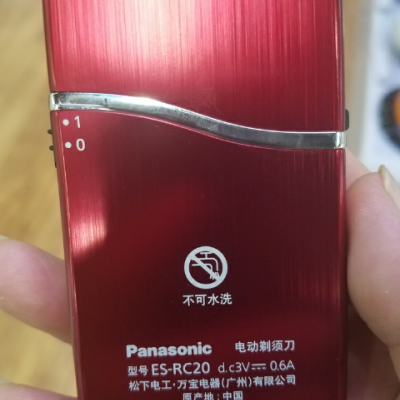 1
0
不可水洗
Panasonic 电动剃须刀
型号 ES-RC20 d.c3V⎓0.6A
松下电工·万宝电器(广州)有限公司
原产地:中国